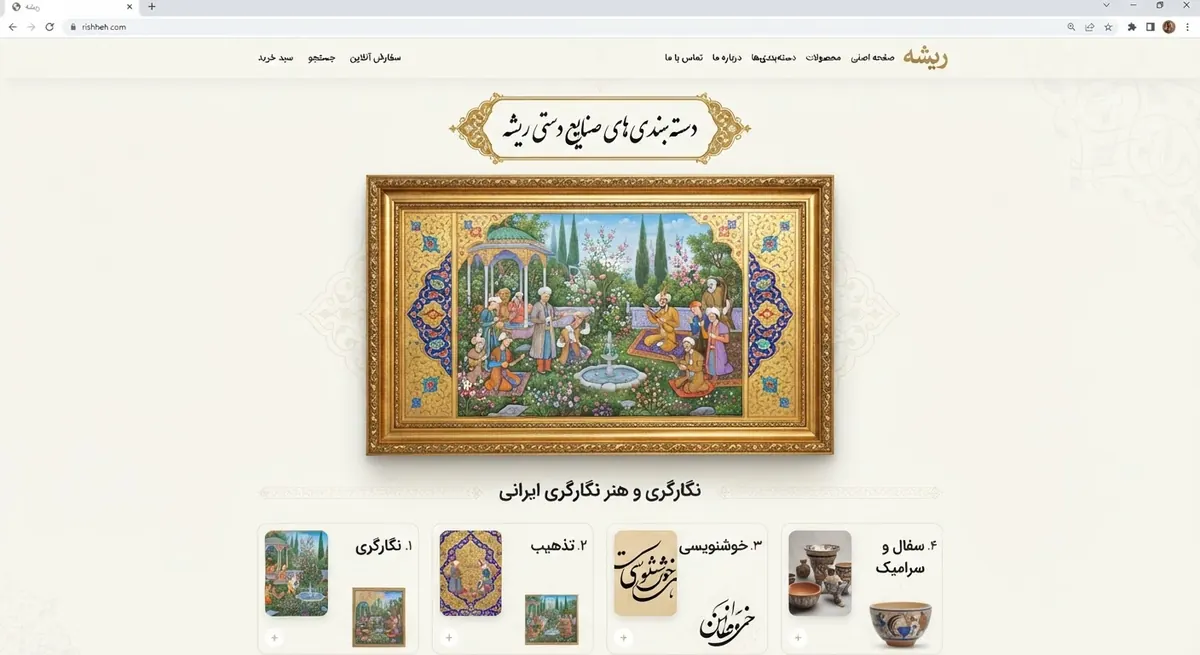 ریشه
rishheh.com
ریشه
صفحه اصلی
محصولات
دسته‌بندی‌ها
درباره ما
تماس با ما
سفارش آنلاین
جستجو
سبد خرید
دسته بندی های صنایع دستی ریشه
نگارگری و هنر نگارگری ایرانی
۱. نگارگری
۲. تذهیب
۳. خوشنویسی
۴. سفال و
سرامیک